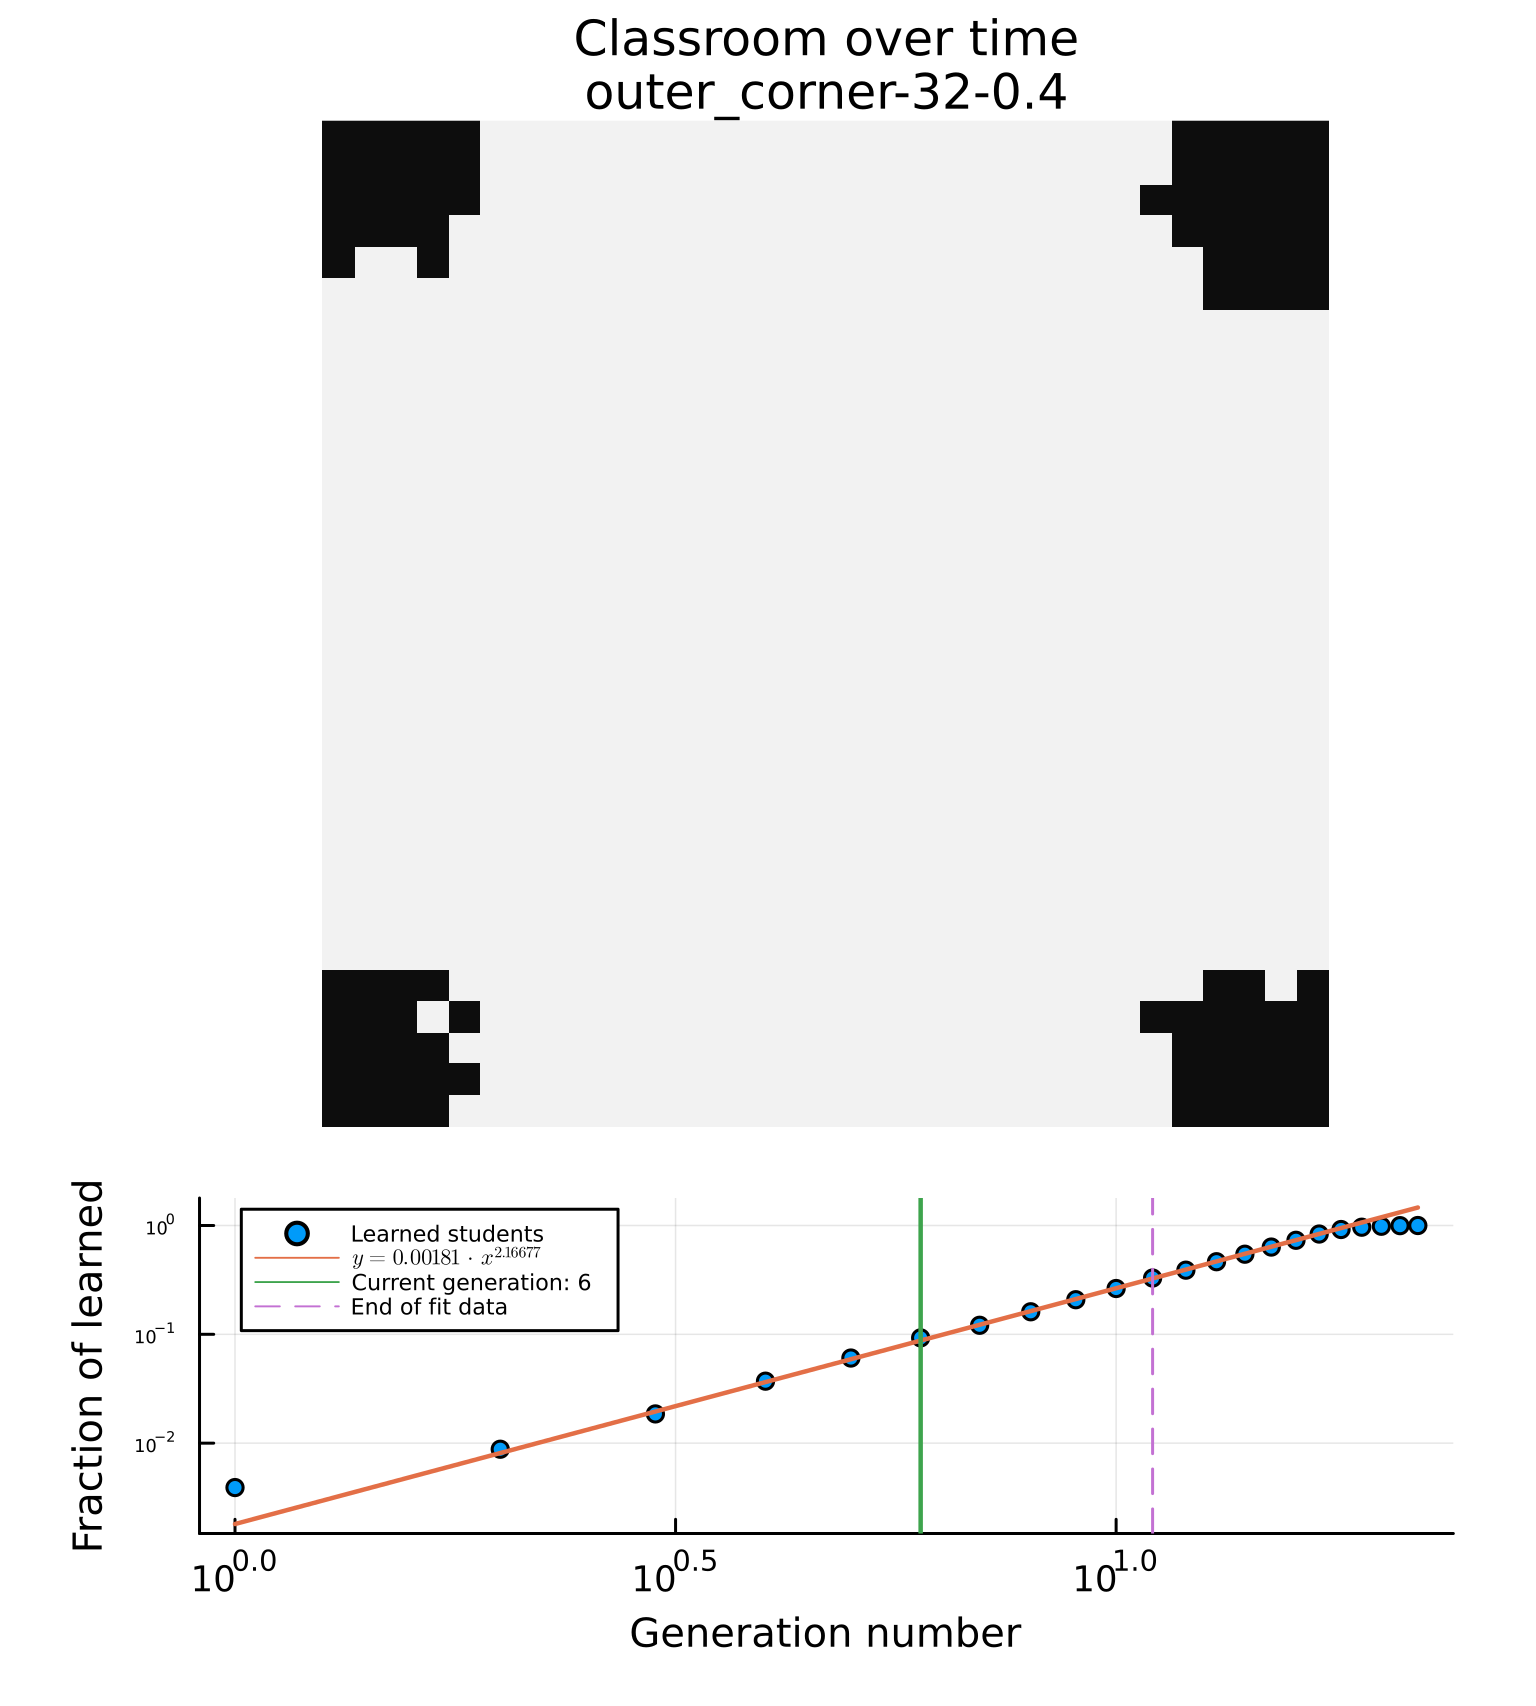 Classroom over time
outer_corner-32-0.4
Fraction of learned
10^0
10^−1
10^−2
Learned students
y = 0.00181 · x^2.16677
Current generation: 6
End of fit data
10^0.0 10^0.5 10^1.0
Generation number